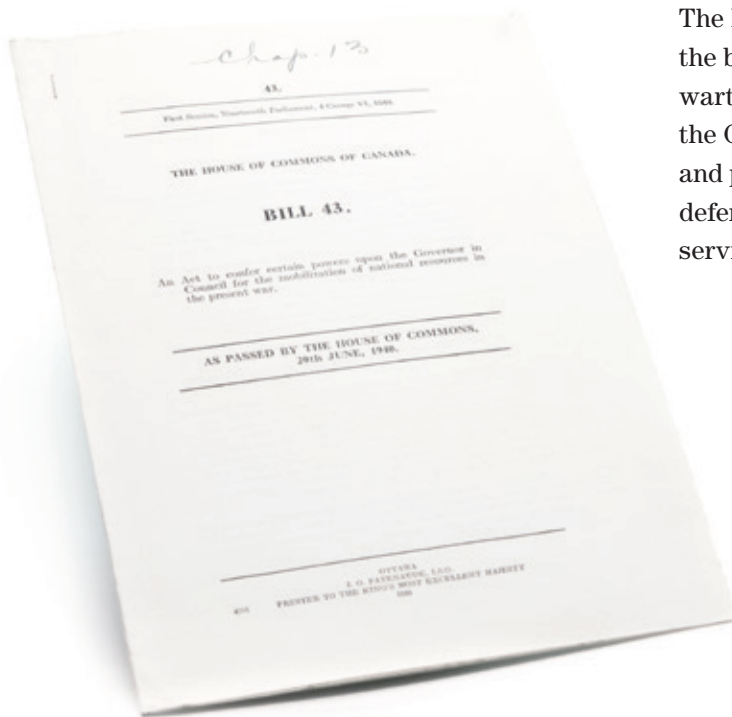 Chap. 13
43.
First Session, Nineteenth Parliament, 4 George VI, 1940.
THE HOUSE OF COMMONS OF CANADA.
BILL 43.
An Act to confer certain powers upon the Governor in
Council for the mobilization of national resources in
the present war.
AS PASSED BY THE HOUSE OF COMMONS,
20th JUNE, 1940.
OTTAWA
J. O. PATENAUDE, I.S.O.
PRINTER TO THE KING'S MOST EXCELLENT MAJESTY
1940
The
the
wart
the
and
defe
servi